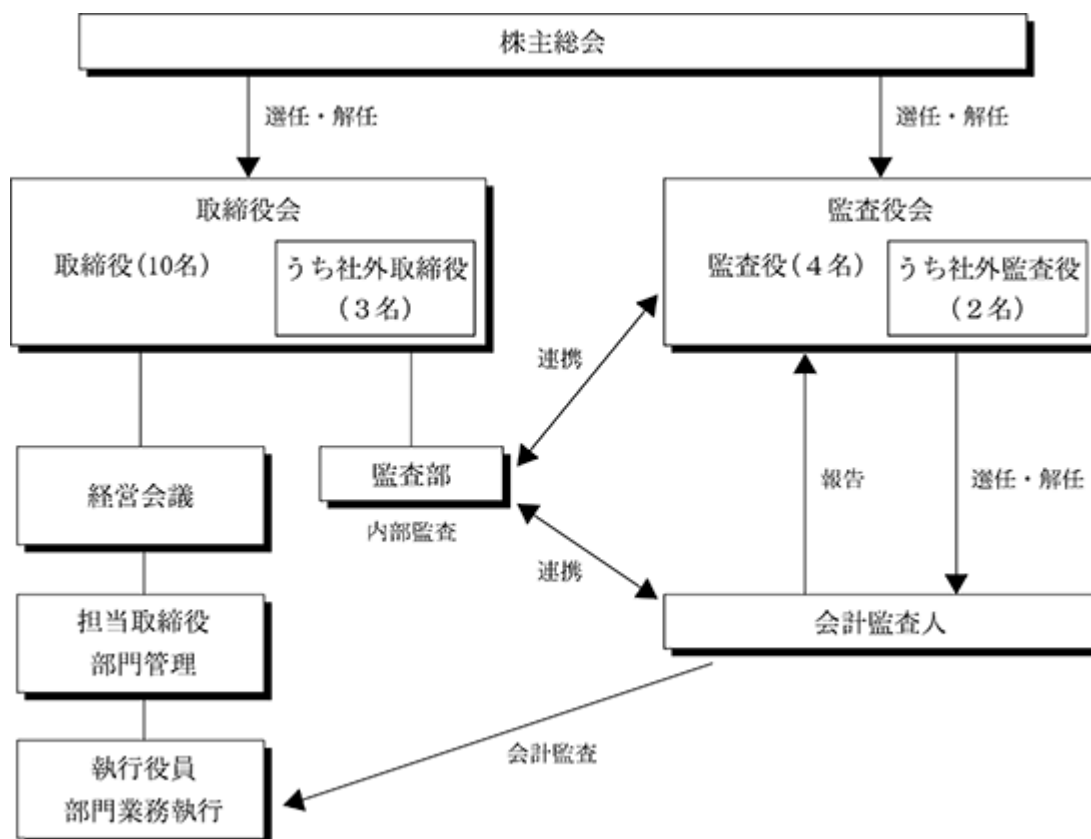 株主総会
選任・解任
選任・解任
取締役会
取締役(10名)
うち社外取締役
(3名)
監査役会
監査役(4名)
うち社外監査役
(2名)
連携
経営会議
監査部
内部監査
報告
選任・解任
連携
担当取締役
部門管理
会計監査人
会計監査
執行役員
部門業務執行